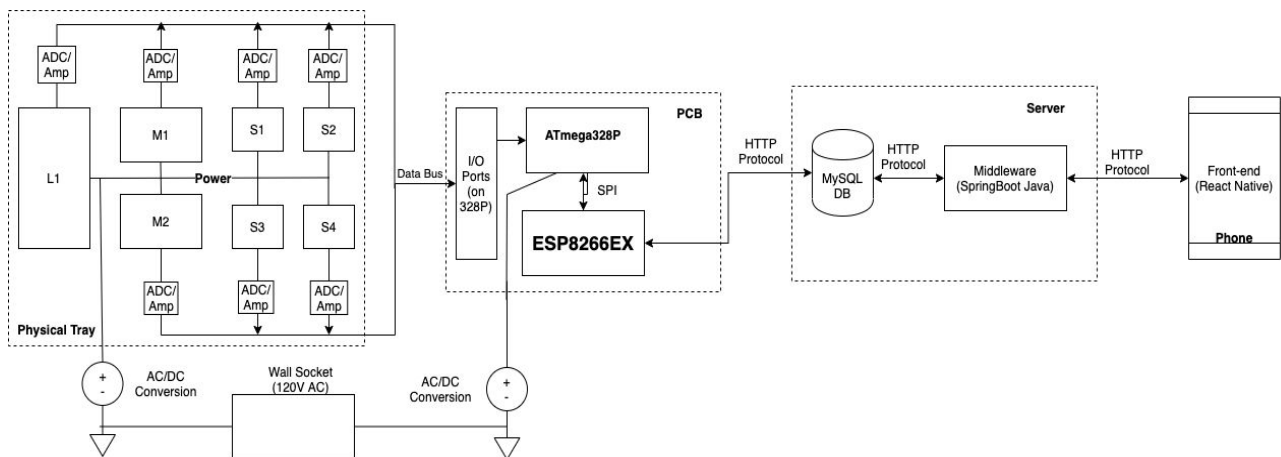 ADC/
Amp
ADC/
Amp
ADC/
Amp
ADC/
Amp
L1
M1
S1
S2
Power
M2
S3
S4
ADC/
Amp
ADC/
Amp
ADC/
Amp
Physical Tray
Data Bus
I/O
Ports
(on
328P)
ATmega328P
PCB
SPI
ESP8266EX
HTTP
Protocol
Server
MySQL
DB
HTTP
Protocol
Middleware
(SpringBoot Java)
HTTP
Protocol
Front-end
(React Native)
Phone
+
-
AC/DC
Conversion
Wall Socket
(120V AC)
AC/DC
Conversion
+
-